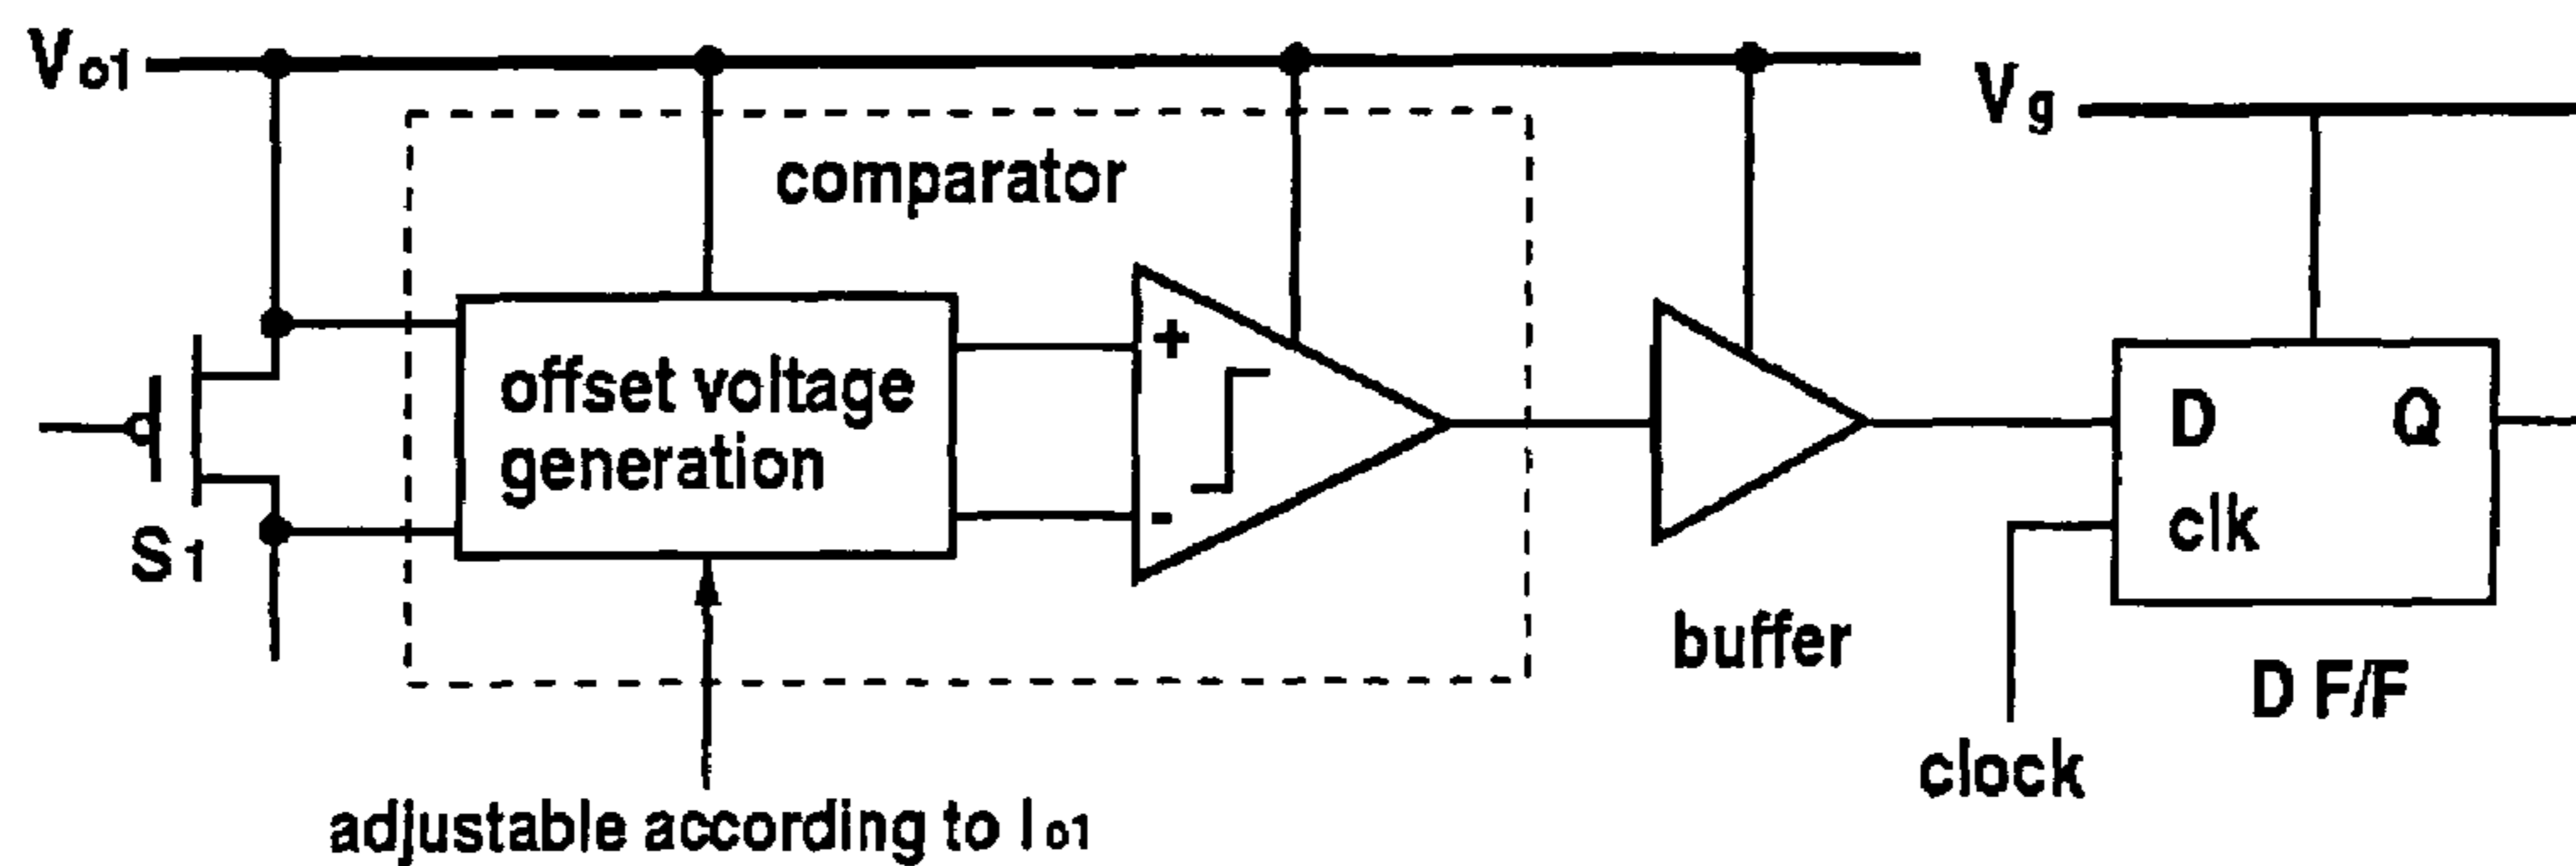 Vo1
Vg
comparator
+
offset voltage
generation
D Q
-
clk
S1
buffer
D F/F
clock
adjustable according to Io1